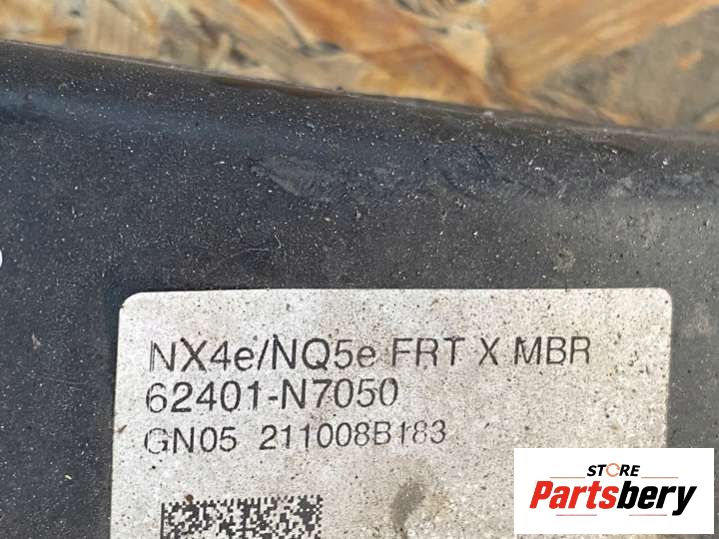 NX4e/NQ5e FRT X MBR
62401-N7050
GN05 211008B183
STORE
Partsbery